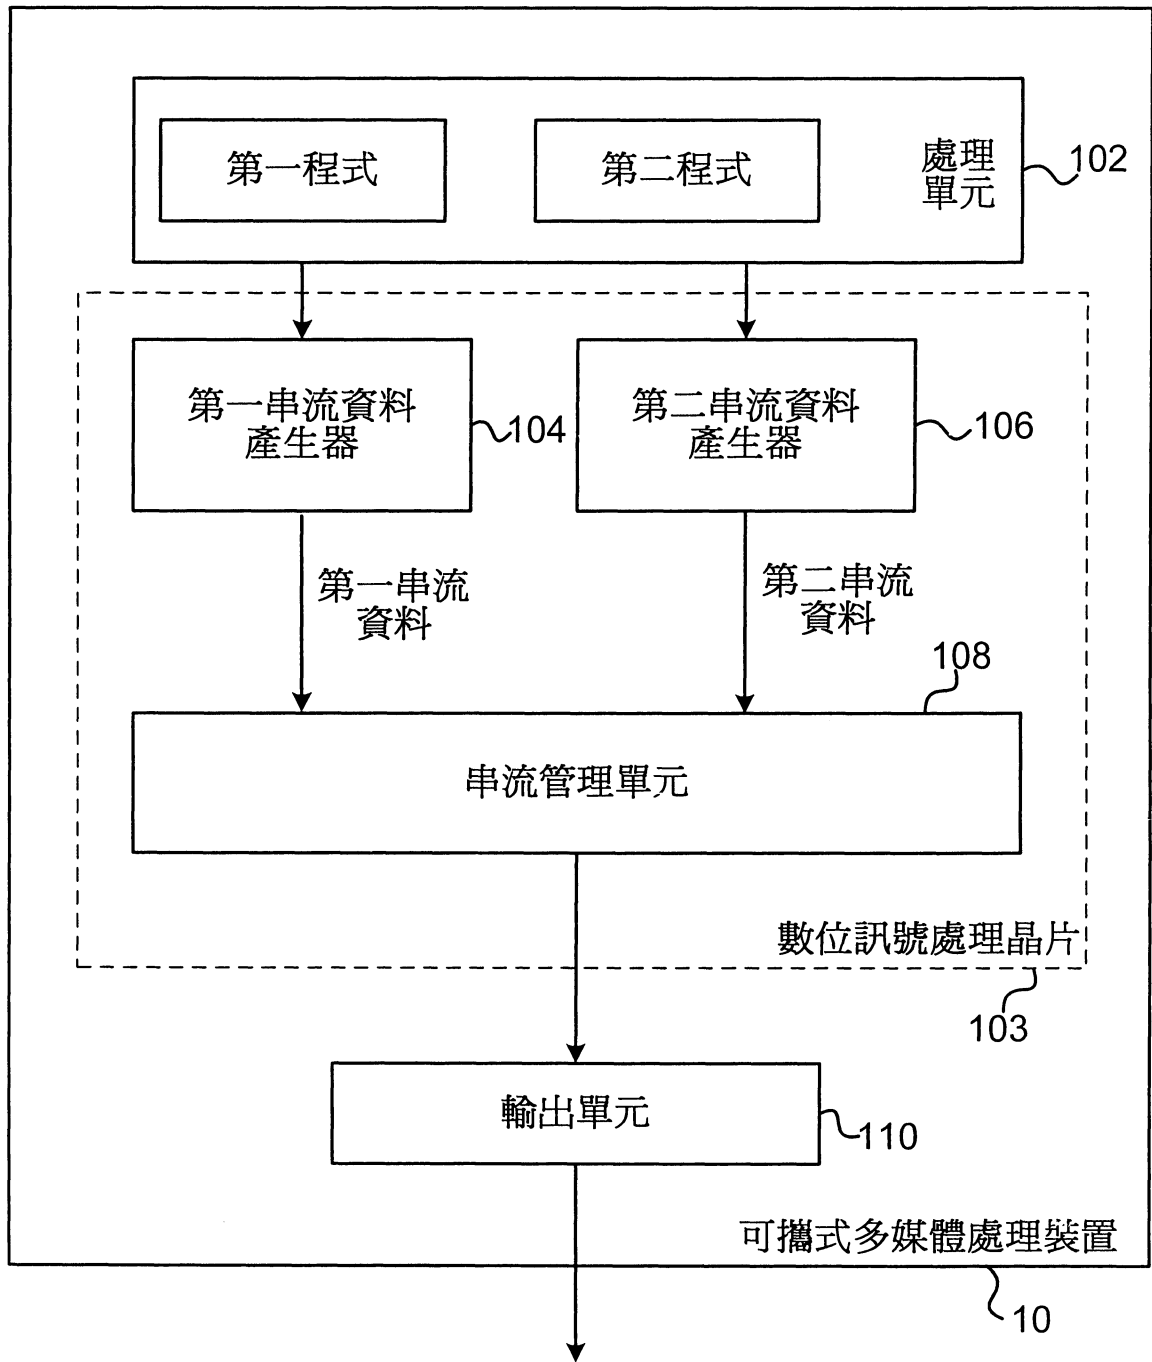 第一程式
第二程式
處理
單元
102
第一串流資料
產生器
104
第二串流資料
產生器
106
第一串流
資料
第二串流
資料
108
串流管理單元
數位訊號處理晶片
103
輸出單元
110
可攜式多媒體處理裝置
10